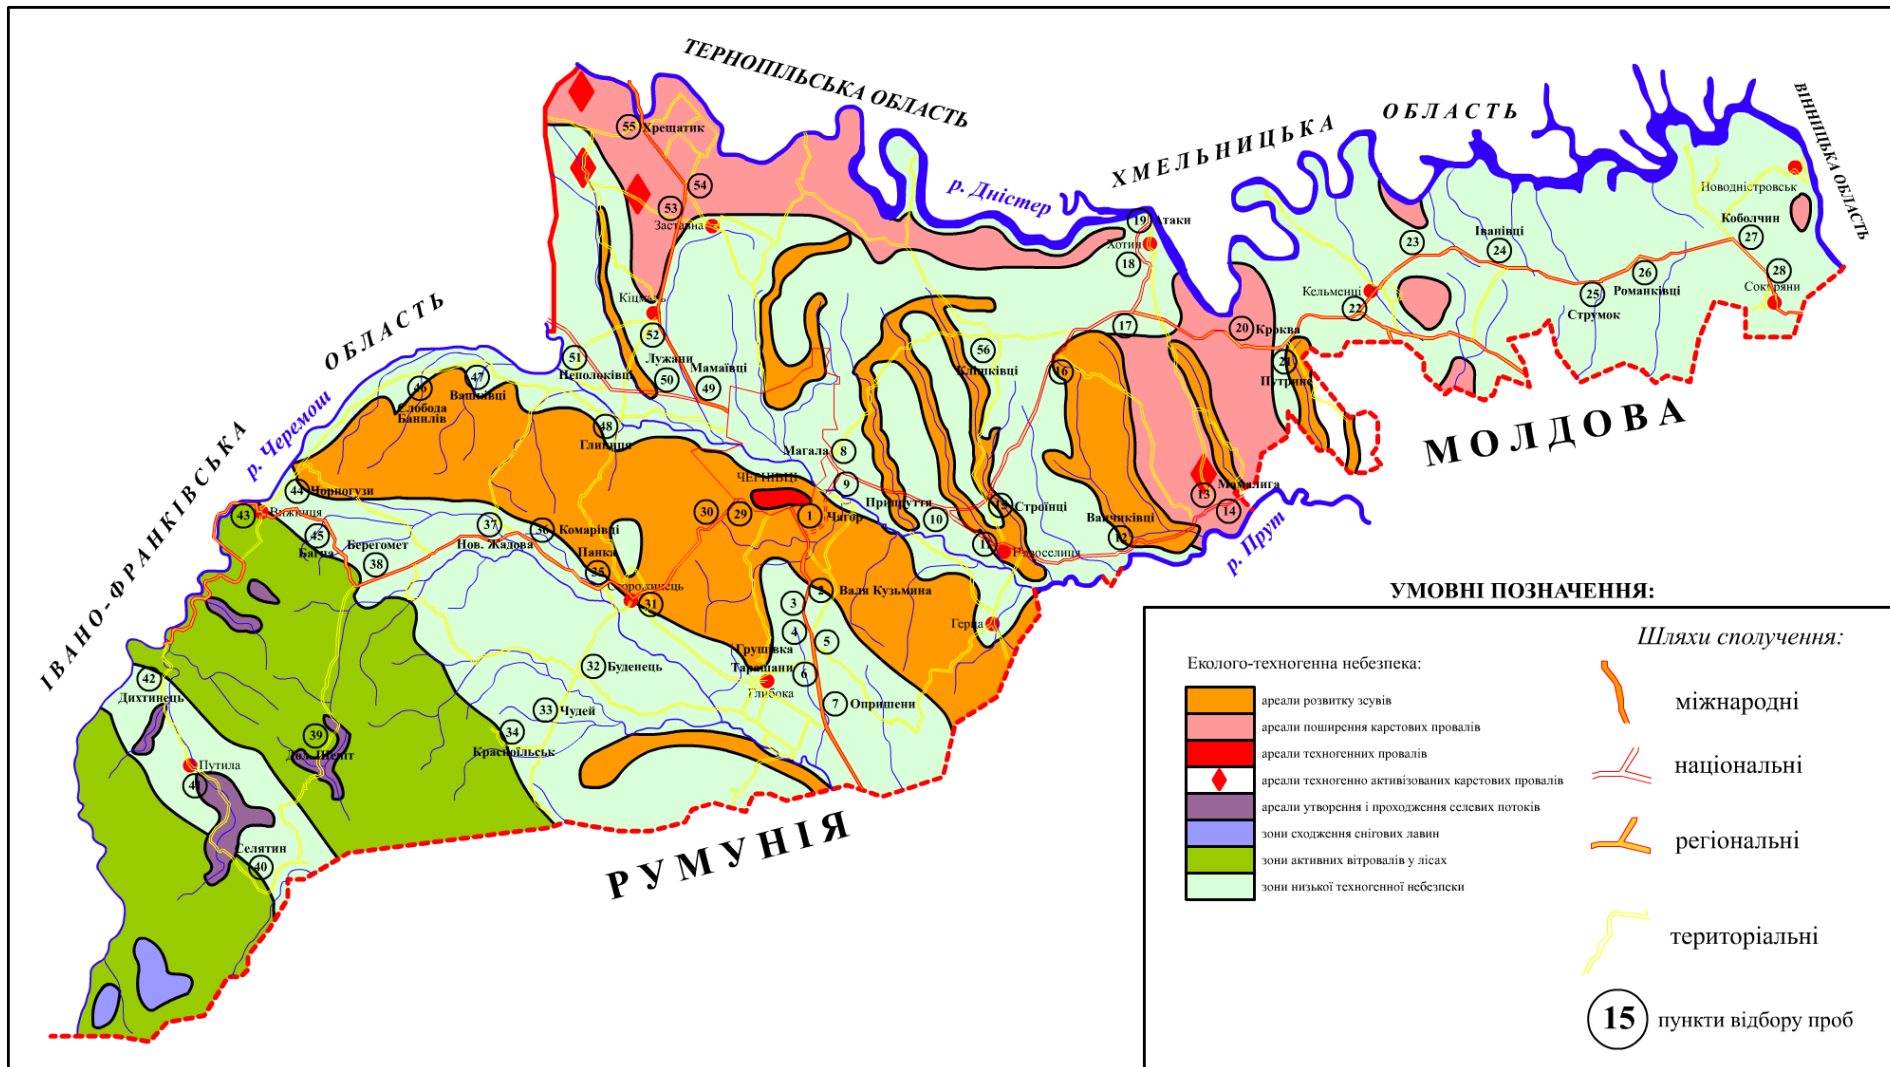 ТЕРНОПІЛЬСЬКА ОБЛАСТЬ
ХМЕЛЬНИЦЬКА ОБЛАСТЬ
ВІННИЦЬКА ОБЛАСТЬ
ІВАНО-ФРАНКІВСЬКА ОБЛАСТЬ
р. Дністер
р. Черемош
р. Прут
МОЛДОВА
РУМУНІЯ
55 Хрещатик
54
53
Заставна
19 Атаки
Хотин
18
Новодністровськ
Коболчин
27
23
Іванівці
24
26
Романківці
28
Сокиряни
25
Струмок
Кельменці
22
Кіцмань
52
Лужани
50
Мамаївці
49
51
Неполоківці
17
20 Кроква
21
56
Клішківці
16
47
Вашківці
46
Слобода
Банилів
48
Глиниця
Магала
8
9
ЧЕРНІВЦІ
Припруття
10
15 Строїнці
11
Новоселиця
Ванчиківці
12
Мамалига
13
14
44 Чорногузи
43
Вижниця
45
Багна
Берегомет
38
37
Нов. Жадова
36 Комарівці
Панка
35
Сторожинець
31
30
29
1 Чагор
2 Валя Кузьмина
3
4
5
Грушівка
Тарашани
6
Глибока
7 Опришени
Герца
32 Буденець
33 Чудей
34
Красноїльськ
42
Дихтинець
39
Дол. Шепіт
Путила
41
Селятин
40
УМОВНІ ПОЗНАЧЕННЯ:
Еколого-техногенна небезпека:
ареали розвитку зсувів
ареали поширення карстових провалів
ареали техногенних провалів
ареали техногенно активізованих карстових провалів
ареали утворення і проходження селевих потоків
зони сходження снігових лавин
зони активних вітровалів у лісах
зони низької техногенної небезпеки
Шляхи сполучення:
міжнародні
національні
регіональні
територіальні
15 пункти відбору проб